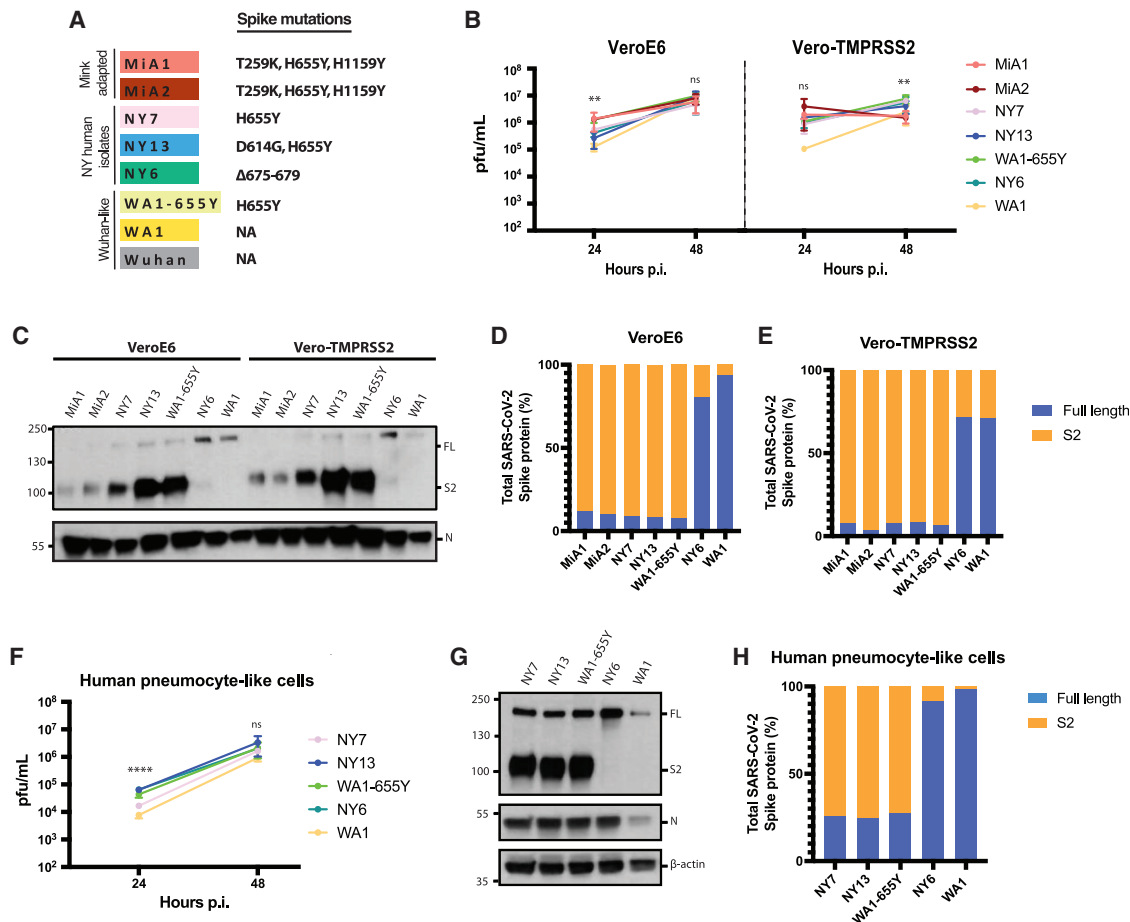 A
Spike mutations
Mink adapted
MiA1 T259K, H655Y, H1159Y
MiA2 T259K, H655Y, H1159Y
NY human isolates
NY7 H655Y
NY13 D614G, H655Y
NY6 Δ675-679
Wuhan-like
WA1-655Y H655Y
WA1 NA
Wuhan NA
B
VeroE6 Vero-TMPRSS2
pfu/mL
10^8
10^7
10^6
10^5
10^4
10^3
10^2
** ns ns **
24 48 24 48
Hours p.i. Hours p.i.
MiA1
MiA2
NY7
NY13
WA1-655Y
NY6
WA1
C
VeroE6 Vero-TMPRSS2
MiA1 MiA2 NY7 NY13 WA1-655Y NY6 WA1 MiA1 MiA2 NY7 NY13 WA1-655Y NY6 WA1
250
130
100
FL
S2
55
N
D
VeroE6
Total SARS-CoV-2
Spike protein (%)
100
50
0
MiA1 MiA2 NY7 NY13 WA1-655Y NY6 WA1
E
Vero-TMPRSS2
Total SARS-CoV-2
Spike protein (%)
100
50
0
MiA1 MiA2 NY7 NY13 WA1-655Y NY6 WA1
Full length
S2
F
Human pneumocyte-like cells
pfu/mL
10^8
10^7
10^6
10^5
10^4
10^3
10^2
**** ns
24 48
Hours p.i.
NY7
NY13
WA1-655Y
NY6
WA1
G
NY7 NY13 WA1-655Y NY6 WA1
250
130
100
FL
S2
55
N
35
β-actin
H
Human pneumocyte-like cells
Total SARS-CoV-2
Spike protein (%)
100
50
0
NY7 NY13 WA1-655Y NY6 WA1
Full length
S2